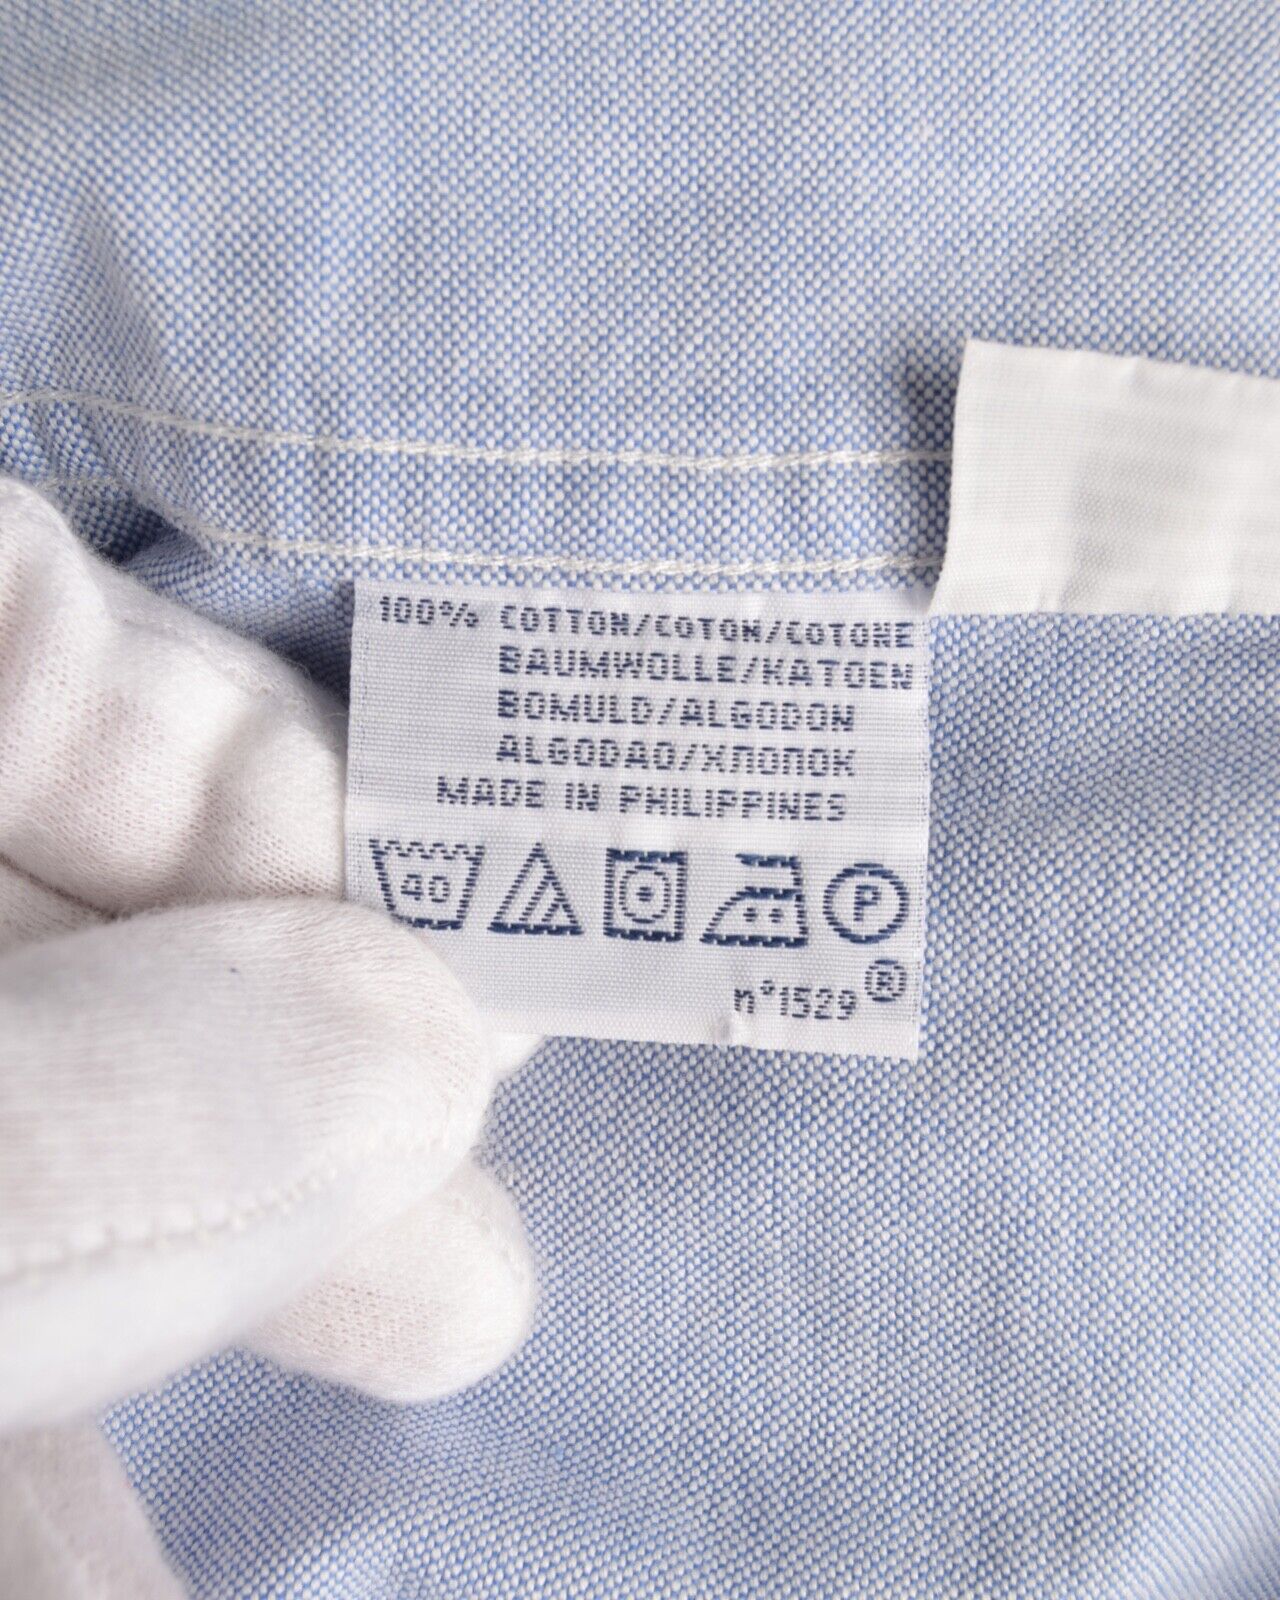 100% COTTON/COTON/COTONE
BAUMWOLLE/KATOEN
BOMULD/ALGODON
ALGODAO/ХЛОПОК
MADE IN PHILIPPINES
40 P
n°1529®